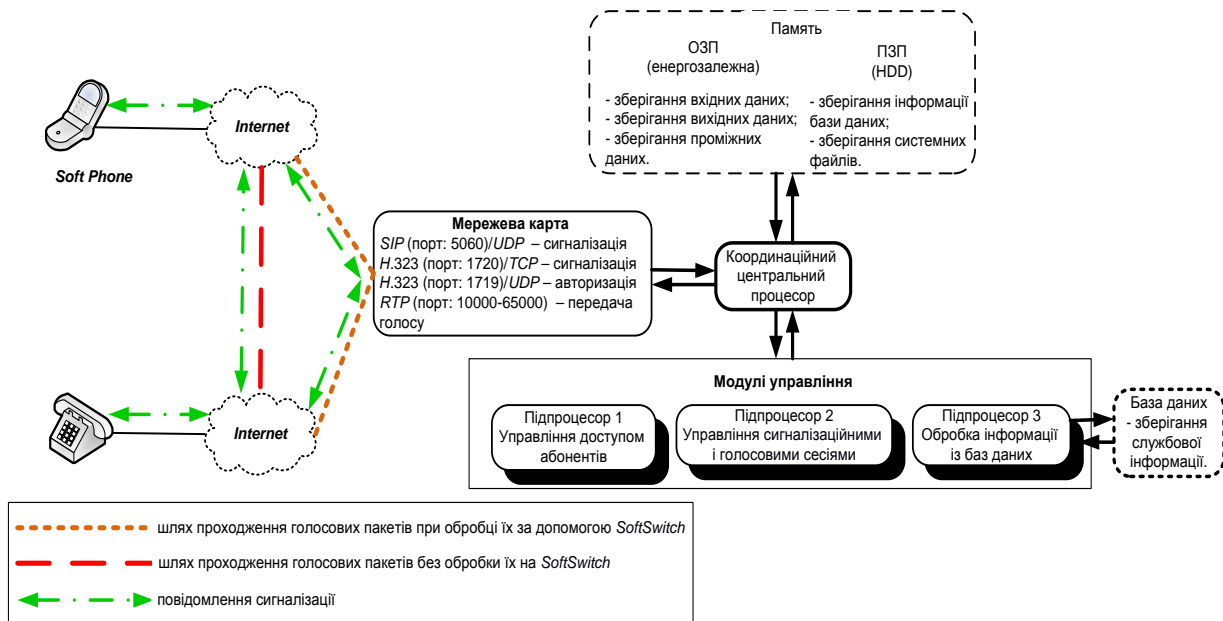 Память
ОЗП
(енергозалежна)
- зберігання вхідних даних;
- зберігання вихідних даних;
- зберігання проміжних
даних.
ПЗП
(HDD)
- зберігання інформації
бази даних;
- зберігання системних
файлів.
Internet
Soft Phone
Мережева карта
SIP (порт: 5060)/UDP – сигналізація
H.323 (порт: 1720)/TCP – сигналізація
H.323 (порт: 1719)/UDP – авторизація
RTP (порт: 10000-65000) – передача
голосу
Координаційний
центральний
процесор
Internet
Модулі управління
Підпроцесор 1
Управління доступом
абонентів
Підпроцесор 2
Управління сигналізаційними
і голосовими сесіями
Підпроцесор 3
Обробка інформації
із баз даних
База даних
- зберігання
службової
інформації.
шлях проходження голосових пакетів при обробці їх за допомогою SoftSwitch
шлях проходження голосових пакетів без обробки їх на SoftSwitch
повідомлення сигналізації